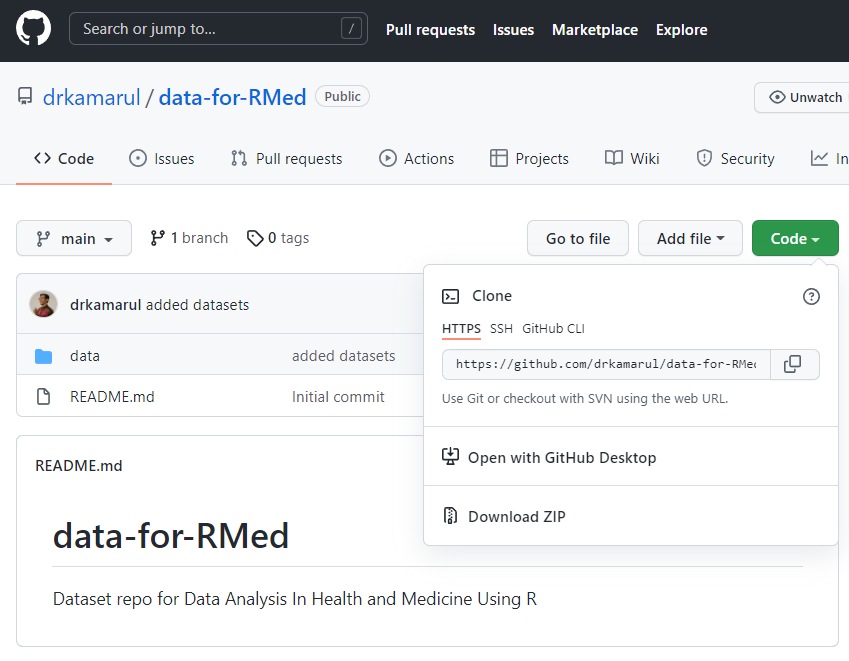 Search or jump to... /
Pull requests Issues Marketplace Explore
drkamarul / data-for-RMed Public
Unwatch
Code Issues Pull requests Actions Projects Wiki Security In
main 1 branch 0 tags Go to file Add file Code
drkamarul added datasets
data added datasets
README.md Initial commit
Clone
HTTPS SSH GitHub CLI
https://github.com/drkamarul/data-for-RMed
Use Git or checkout with SVN using the web URL.
Open with GitHub Desktop
Download ZIP
README.md
data-for-RMed
Dataset repo for Data Analysis In Health and Medicine Using R